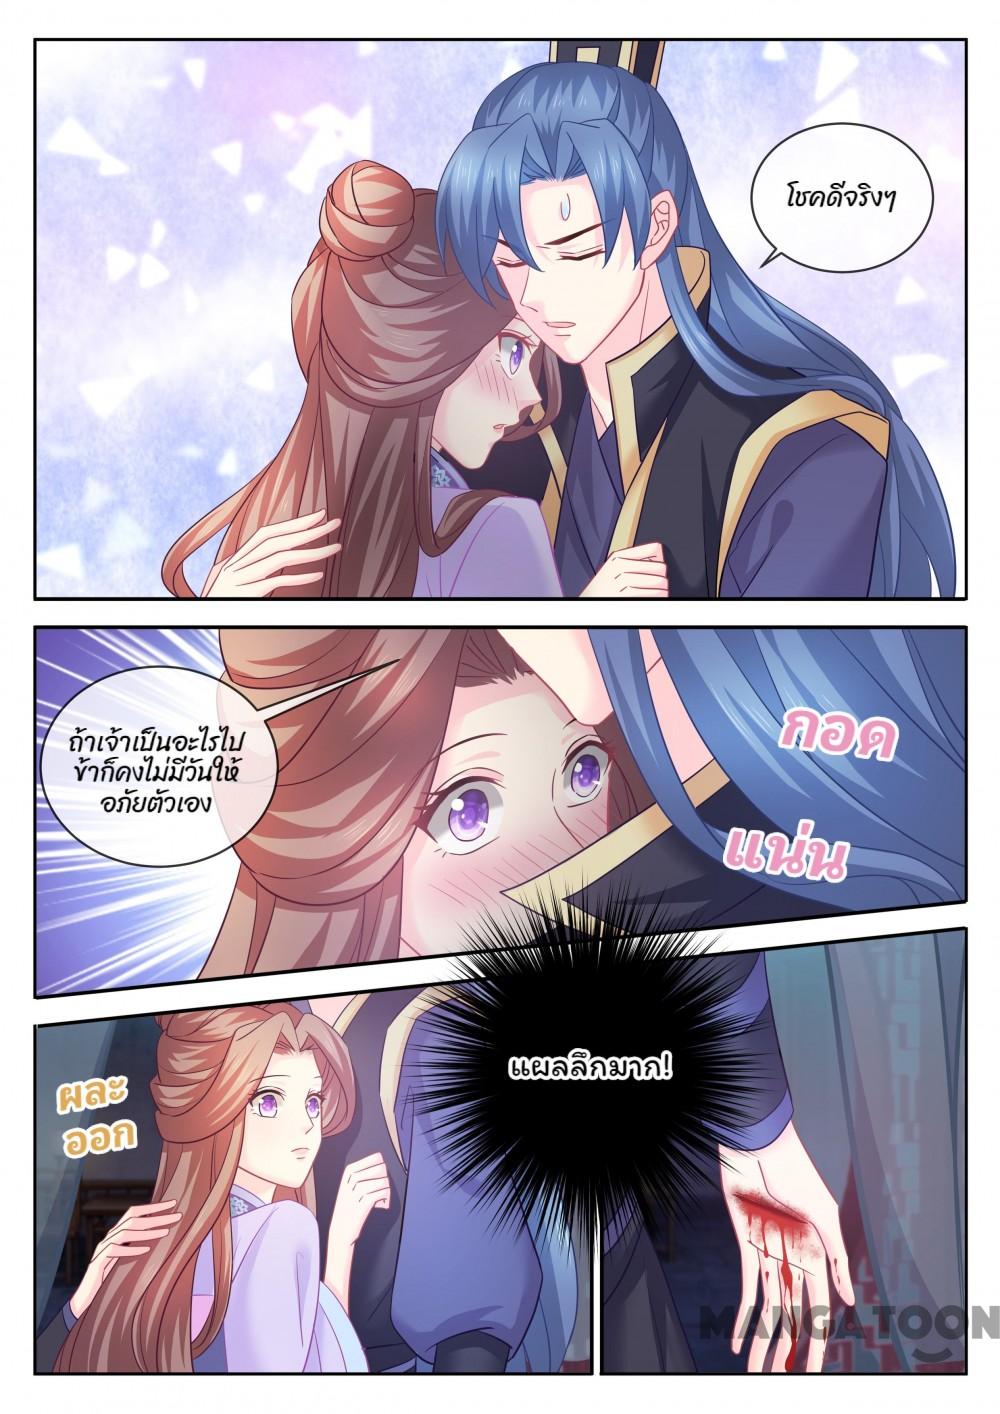 โชคดีจริงๆ
ถ้าเจ้าเป็นอะไรไป
ข้าก็คงไม่มีวันให้
อภัยตัวเอง
กอด
แน่น
แผลลึกมาก!
ผละ
ออก
MANGATOON